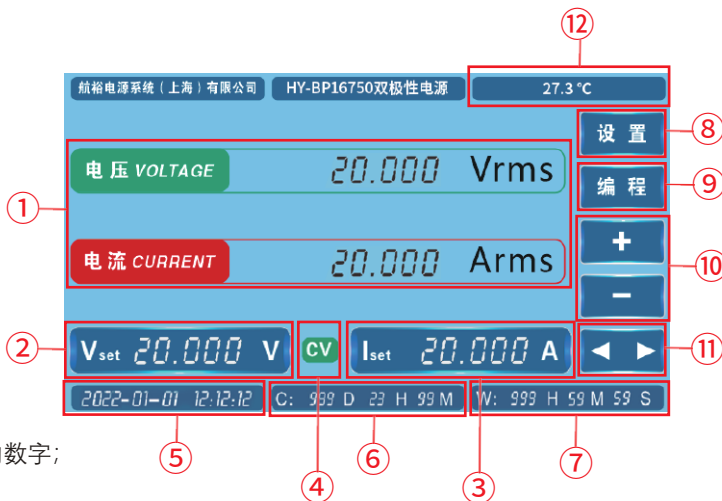 ⑫
航裕电源系统（上海）有限公司 HY-BP16750双极性电源 27.3 ℃
设 置 ⑧
电 压 VOLTAGE 20.000 Vrms
编 程 ⑨
①
+
电 流 CURRENT 20.000 Arms
⑩
−
② Vset 20.000 V CV Iset 20.000 A ◀ ▶ ⑪
2022-01-01 12:12:12 C: 999 D 23 H 99 M W: 999 H 59 M 59 S
数字；
⑤ ④ ⑥ ③ ⑦